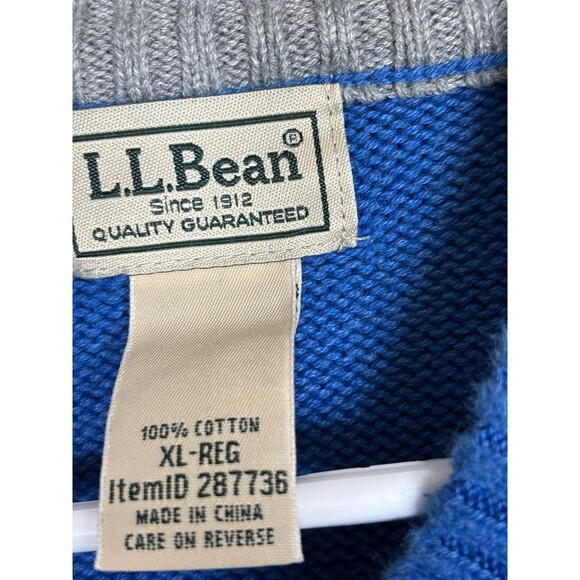 L.L.Bean®
Since 1912
QUALITY GUARANTEED
100% COTTON
XL-REG
ItemID 287736
MADE IN CHINA
CARE ON REVERSE